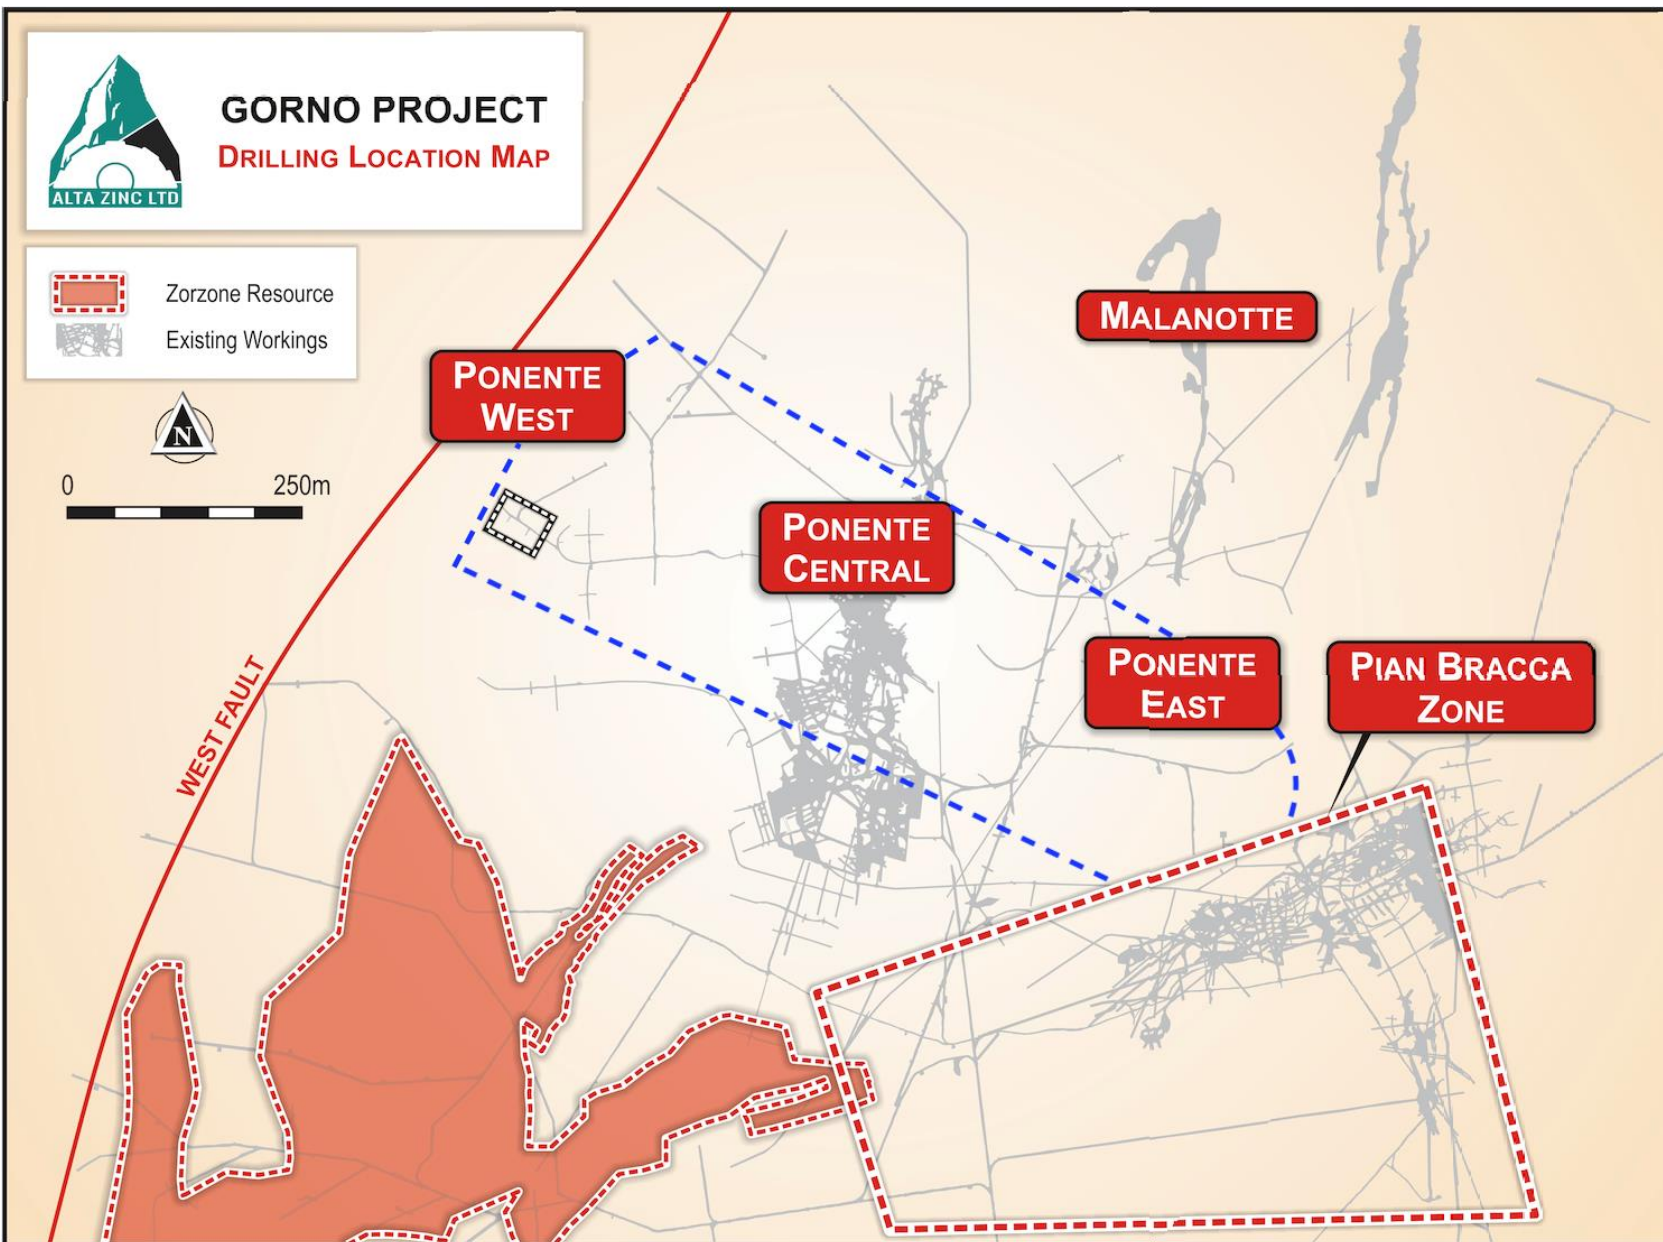 GORNO PROJECT
DRILLING LOCATION MAP
ALTA ZINC LTD
Zorzone Resource
Existing Workings
N
0 250m
MALANOTTE
PONENTE
WEST
PONENTE
CENTRAL
PONENTE
EAST
PIAN BRACCA
ZONE
WEST FAULT